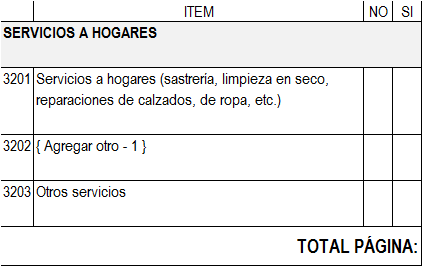 ITEM NO SI
SERVICIOS A HOGARES
3201 Servicios a hogares (sastrería, limpieza en seco,
reparaciones de calzados, de ropa, etc.)
3202 { Agregar otro - 1 }
3203 Otros servicios
TOTAL PÁGINA: